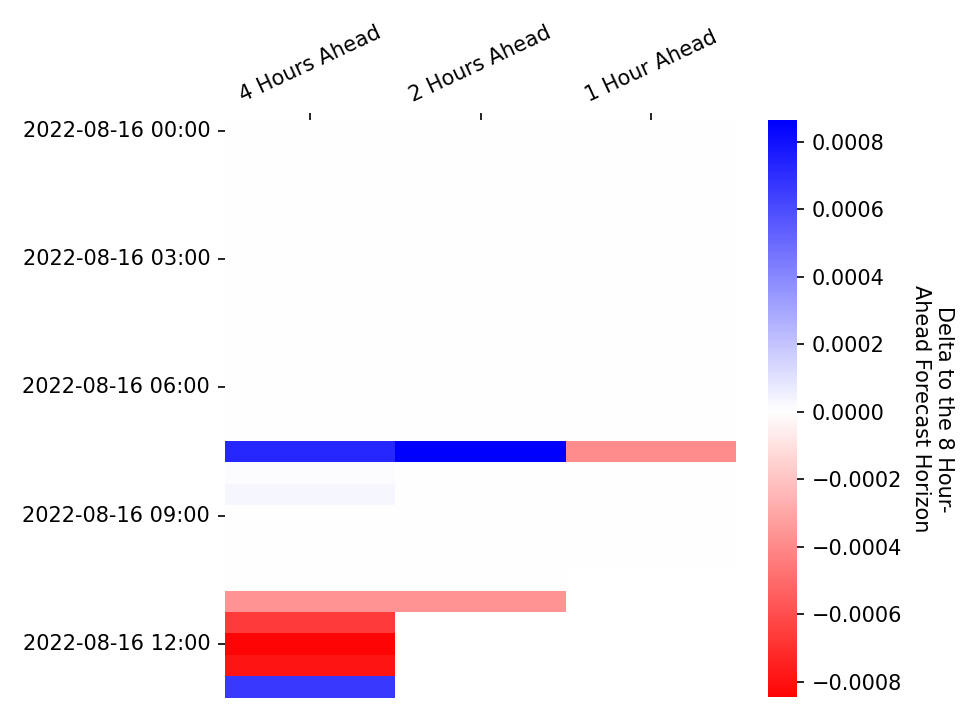 4 Hours Ahead
2 Hours Ahead
1 Hour Ahead
2022-08-16 00:00
2022-08-16 03:00
2022-08-16 06:00
2022-08-16 09:00
2022-08-16 12:00
0.0008
0.0006
0.0004
0.0002
0.0000
−0.0002
−0.0004
−0.0006
−0.0008
Delta to the 8 Hour-
Ahead Forecast Horizon